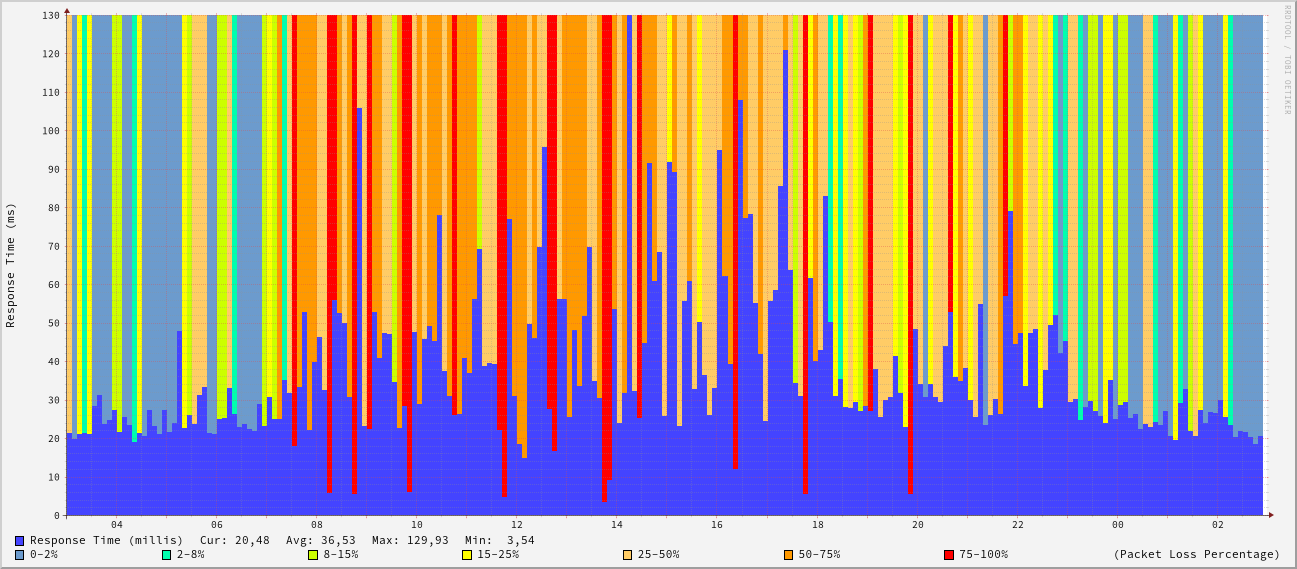 RRDTOOL / TOBI OETIKER
Response Time (ms)
130
120
110
100
90
80
70
60
50
40
30
20
10
0
04 06 08 10 12 14 16 18 20 22 00 02
Response Time (millis) Cur: 20,48 Avg: 36,53 Max: 129,93 Min: 3,54
0-2% 2-8% 8-15% 15-25% 25-50% 50-75% 75-100% (Packet Loss Percentage)